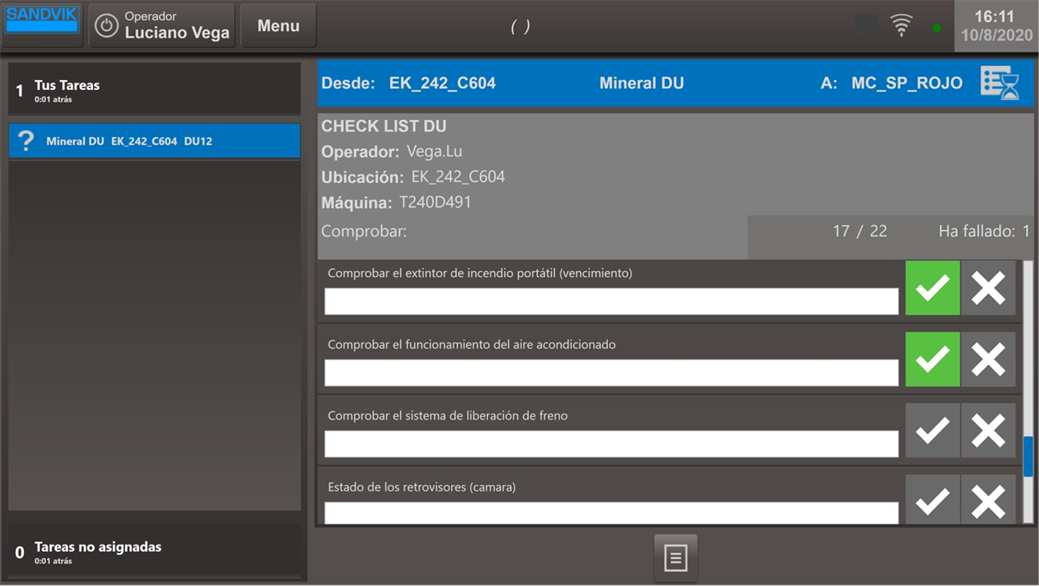 SANDVIK
Operador
Luciano Vega
Menu
( )
16:11
10/8/2020
1 Tus Tareas
0:01 atrás
? Mineral DU EK_242_C604 DU12
0 Tareas no asignadas
0:01 atrás
Desde: EK_242_C604 Mineral DU A: MC_SP_ROJO
CHECK LIST DU
Operador: Vega.Lu
Ubicación: EK_242_C604
Máquina: T240D491
Comprobar: 17 / 22 Ha fallado: 1
Comprobar el extintor de incendio portátil (vencimiento)
Comprobar el funcionamiento del aire acondicionado
Comprobar el sistema de liberación de freno
Estado de los retrovisores (camara)